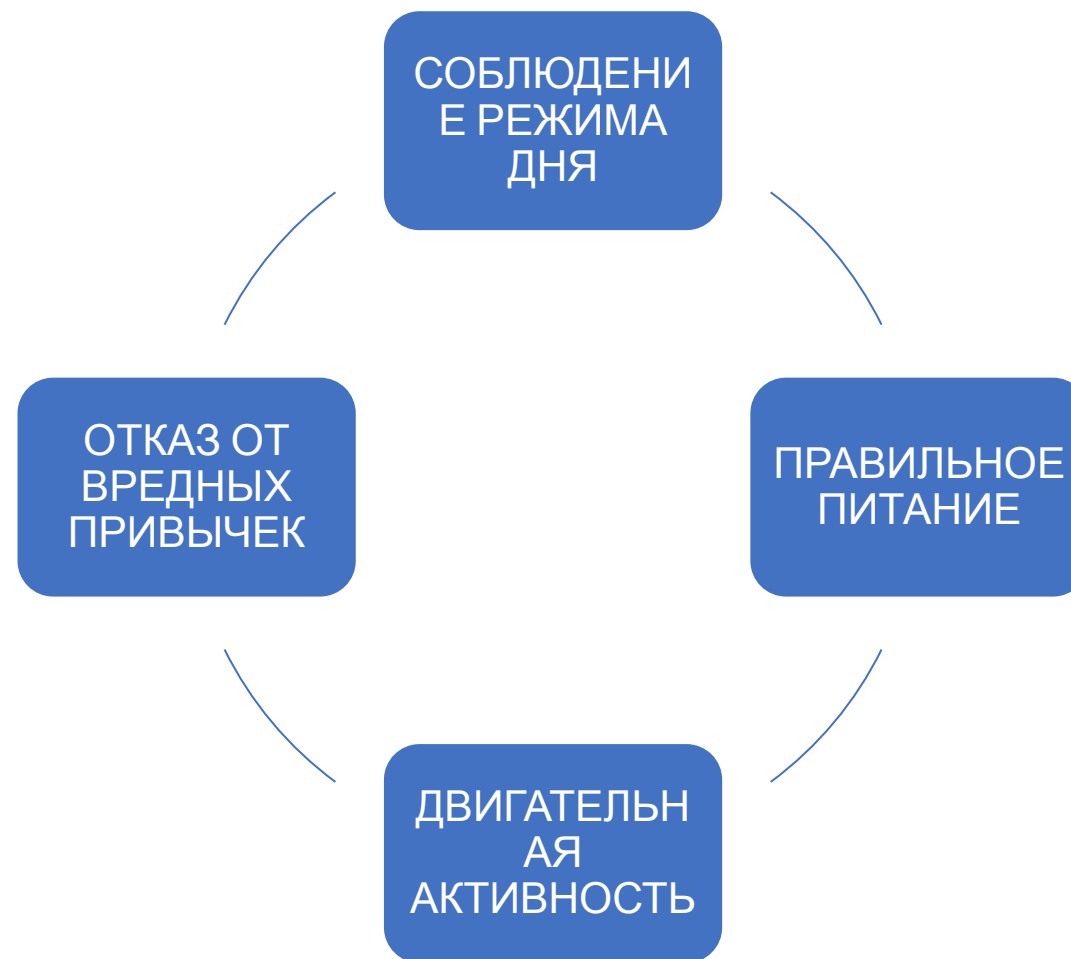 СОБЛЮДЕНИ
Е РЕЖИМА
ДНЯ
ОТКАЗ ОТ
ВРЕДНЫХ
ПРИВЫЧЕК
ПРАВИЛЬНОЕ
ПИТАНИЕ
ДВИГАТЕЛЬН
АЯ
АКТИВНОСТЬ